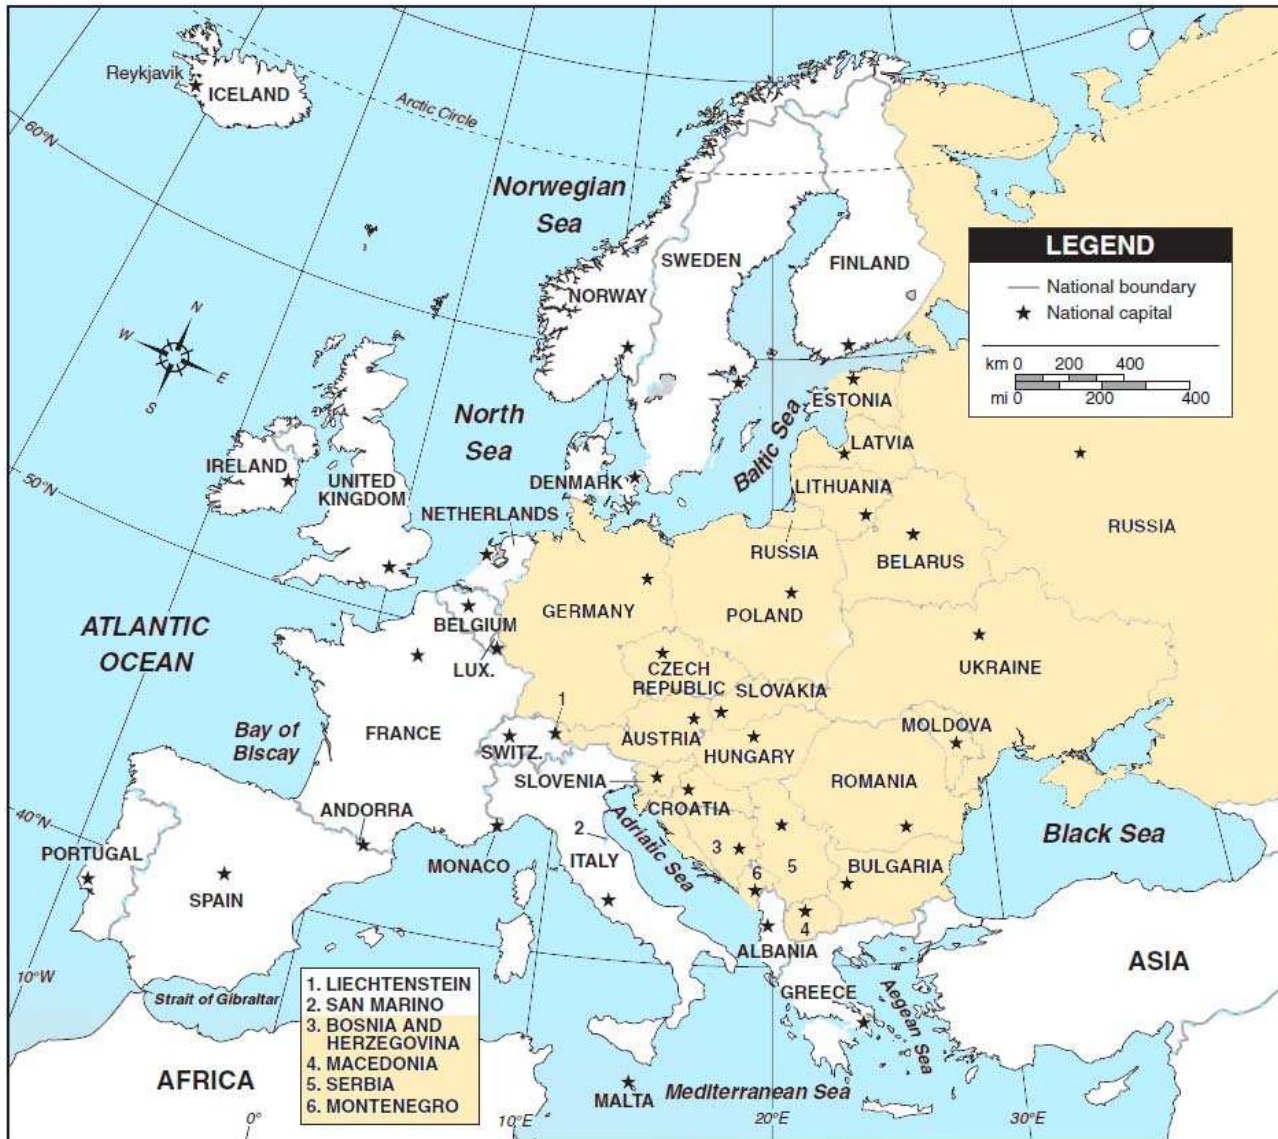 Reykjavik
ICELAND
Arctic Circle
60°N
Norwegian
Sea
SWEDEN
FINLAND
NORWAY
LEGEND
National boundary
National capital
km 0 200 400
mi 0 200 400
N
W
E
S
North
Sea
Baltic Sea
ESTONIA
LATVIA
LITHUANIA
IRELAND
UNITED
KINGDOM
DENMARK
NETHERLANDS
50°N
RUSSIA
RUSSIA
BELARUS
GERMANY
POLAND
BELGIUM
LUX.
ATLANTIC
OCEAN
CZECH
REPUBLIC
SLOVAKIA
UKRAINE
1
Bay of
BIscay
FRANCE
SWITZ.
AUSTRIA
HUNGARY
MOLDOVA
SLOVENIA
CROATIA
ROMANIA
40°N
ANDORRA
PORTUGAL
SPAIN
MONACO
2
ITALY
Adriatic Sea
3
5
6
4
BULGARIA
Black Sea
ALBANIA
GREECE
Aegean Sea
ASIA
10°W
Strait of Gibraltar
AFRICA
1. LIECHTENSTEIN
2. SAN MARINO
3. BOSNIA AND
HERZEGOVINA
4. MACEDONIA
5. SERBIA
6. MONTENEGRO
MALTA
Mediterranean Sea
0°
10°E
20°E
30°E